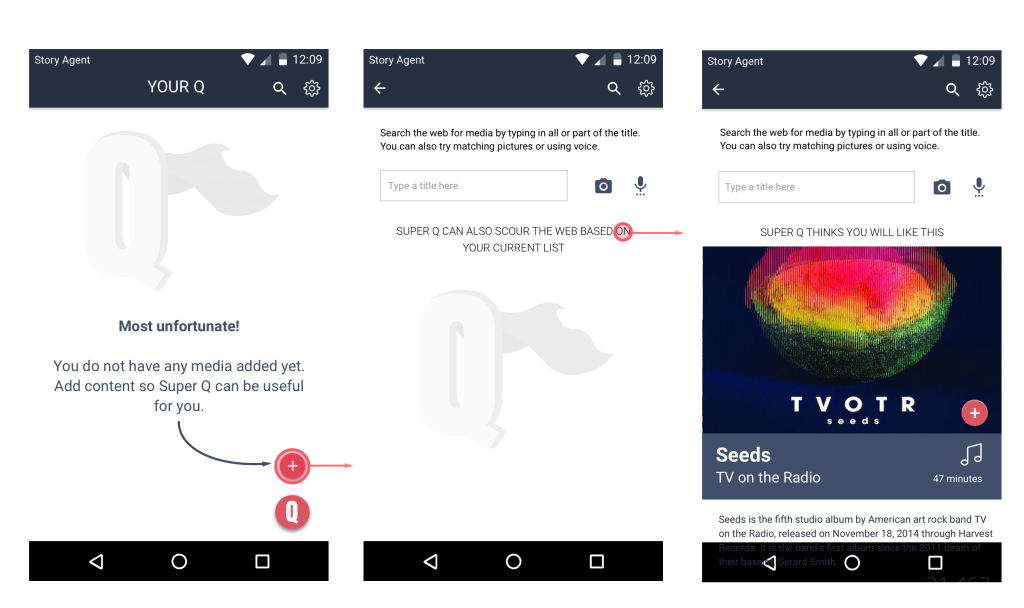 Story Agent
12:09
YOUR Q
Q
Most unfortunate!
You do not have any media added yet.
Add content so Super Q can be useful
for you.
+
Q
Story Agent
12:09
Search the web for media by typing in all or part of the title.
You can also try matching pictures or using voice.
Type a title here
SUPER Q CAN ALSO SCOUR THE WEB BASED ON
YOUR CURRENT LIST
Q
Story Agent
12:09
Search the web for media by typing in all or part of the title.
You can also try matching pictures or using voice.
Type a title here
SUPER Q THINKS YOU WILL LIKE THIS
TVOTR
seeds
+
Seeds
TV on the Radio
47 minutes
Seeds is the fifth studio album by American art rock band TV
on the Radio, released on November 18, 2014 through Harvest
Records. It is the band's first album since the 2011 death of
their bassist Gerard Smith.